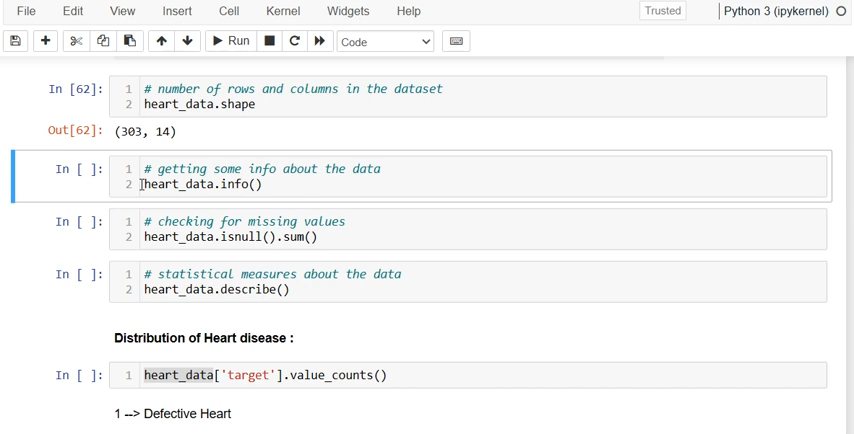 File Edit View Insert Cell Kernel Widgets Help Trusted Python 3 (ipykernel)
Run Code
In [62]: 1 # number of rows and columns in the dataset
2 heart_data.shape
Out[62]: (303, 14)
In [ ]: 1 # getting some info about the data
2 heart_data.info()
In [ ]: 1 # checking for missing values
2 heart_data.isnull().sum()
In [ ]: 1 # statistical measures about the data
2 heart_data.describe()
Distribution of Heart disease :
In [ ]: 1 heart_data['target'].value_counts()
1 --> Defective Heart